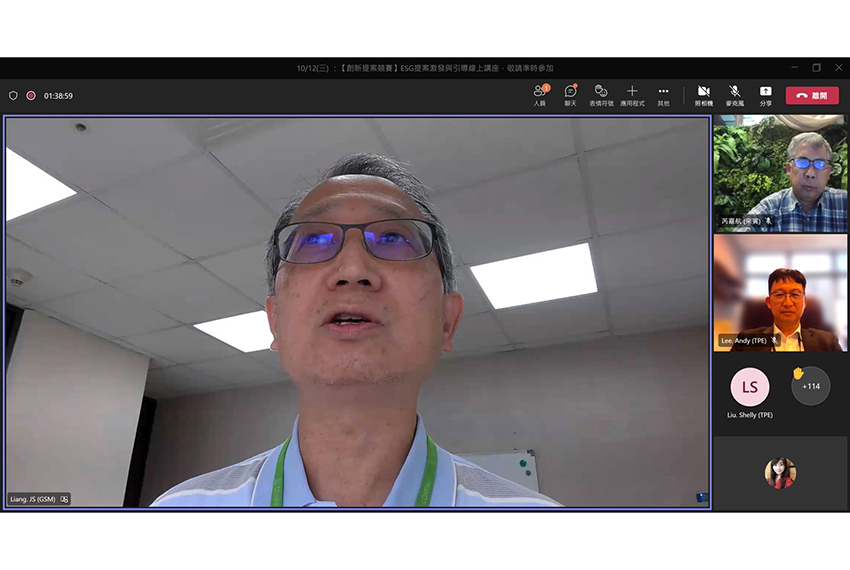 10/12(三)：【創新提案競賽】ESG提案激發與引導線上講座 - 敬請準時參加
01:38:59
1
人員 聊天 表情符號 應用程式 其他 照相機 麥克風 分享 離開
芮嘉航 (來賓)
Lee. Andy (TPE)
LS
+114
Liu. Shelly (TPE)
Liang. JS (GSM)